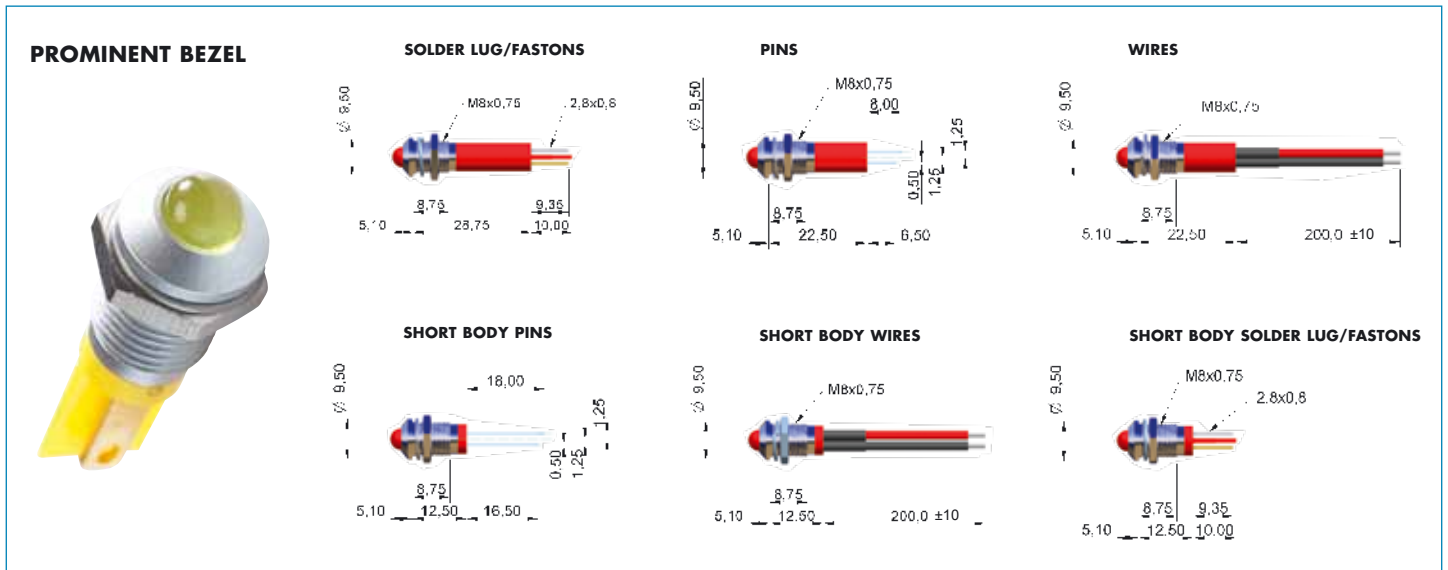 PROMINENT BEZEL
SOLDER LUG/FASTONS
Ø 9,50
M8x0,75
2,8x0,8
8,75
9,35
5,10
10,00
PINS
Ø 9,50
M8x0,75
8,00
1,25
0,50
1,25
8,75
5,10
22,50
6,50
WIRES
Ø 9,50
M8x0,75
8,75
5,10
22,50
200,0 ±10
SHORT BODY PINS
Ø 9,50
18,00
1,25
0,50
1,25
8,75
5,10
12,50
16,50
SHORT BODY WIRES
Ø 9,50
M8x0,75
8,75
5,10
12,50
200,0 ±10
SHORT BODY SOLDER LUG/FASTONS
Ø 9,50
M8x0,75
2,8x0,8
8,75
9,35
5,10
12,50
10,00